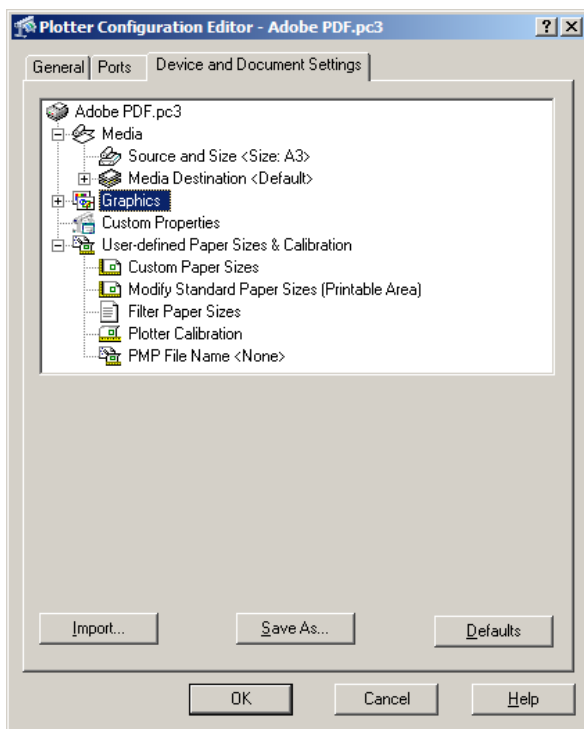 Plotter Configuration Editor - Adobe PDF.pc3
General Ports Device and Document Settings
Adobe PDF.pc3
Media
Source and Size <Size: A3>
Media Destination <Default>
Graphics
Custom Properties
User-defined Paper Sizes & Calibration
Custom Paper Sizes
Modify Standard Paper Sizes (Printable Area)
Filter Paper Sizes
Plotter Calibration
PMP File Name <None>
Import... Save As... Defaults
OK Cancel Help